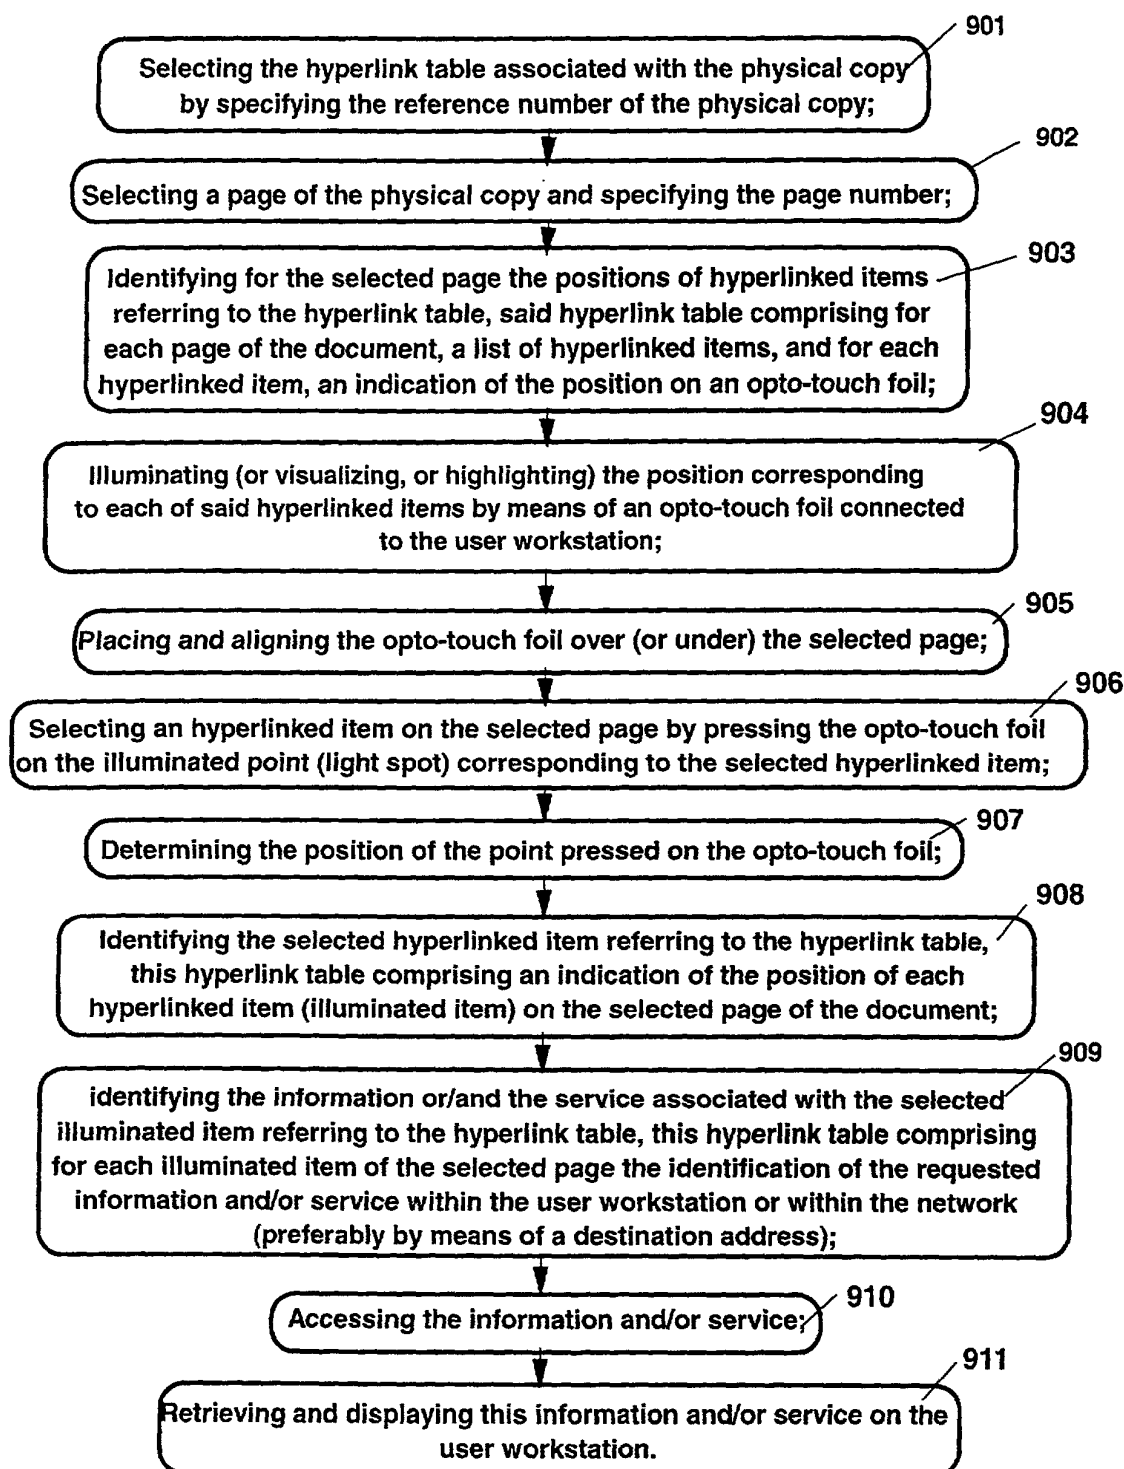 901
Selecting the hyperlink table associated with the physical copy
by specifying the reference number of the physical copy;
902
Selecting a page of the physical copy and specifying the page number;
903
Identifying for the selected page the positions of hyperlinked items
referring to the hyperlink table, said hyperlink table comprising for
each page of the document, a list of hyperlinked items, and for each
hyperlinked item, an indication of the position on an opto-touch foil;
904
Illuminating (or visualizing, or highlighting) the position corresponding
to each of said hyperlinked items by means of an opto-touch foil connected
to the user workstation;
905
Placing and aligning the opto-touch foil over (or under) the selected page;
906
Selecting an hyperlinked item on the selected page by pressing the opto-touch foil
on the illuminated point (light spot) corresponding to the selected hyperlinked item;
907
Determining the position of the point pressed on the opto-touch foil;
908
Identifying the selected hyperlinked item referring to the hyperlink table,
this hyperlink table comprising an indication of the position of each
hyperlinked item (illuminated item) on the selected page of the document;
909
identifying the information or/and the service associated with the selected
illuminated item referring to the hyperlink table, this hyperlink table comprising
for each illuminated item of the selected page the identification of the requested
information and/or service within the user workstation or within the network
(preferably by means of a destination address);
910
Accessing the information and/or service;
911
Retrieving and displaying this information and/or service on the
user workstation.